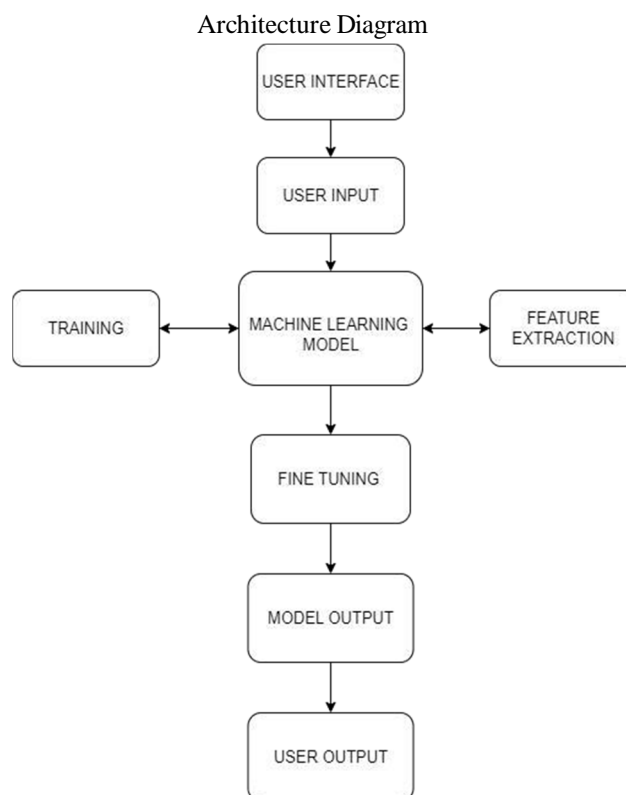 Architecture Diagram
USER INTERFACE
USER INPUT
TRAINING
MACHINE LEARNING
MODEL
FEATURE
EXTRACTION
FINE TUNING
MODEL OUTPUT
USER OUTPUT